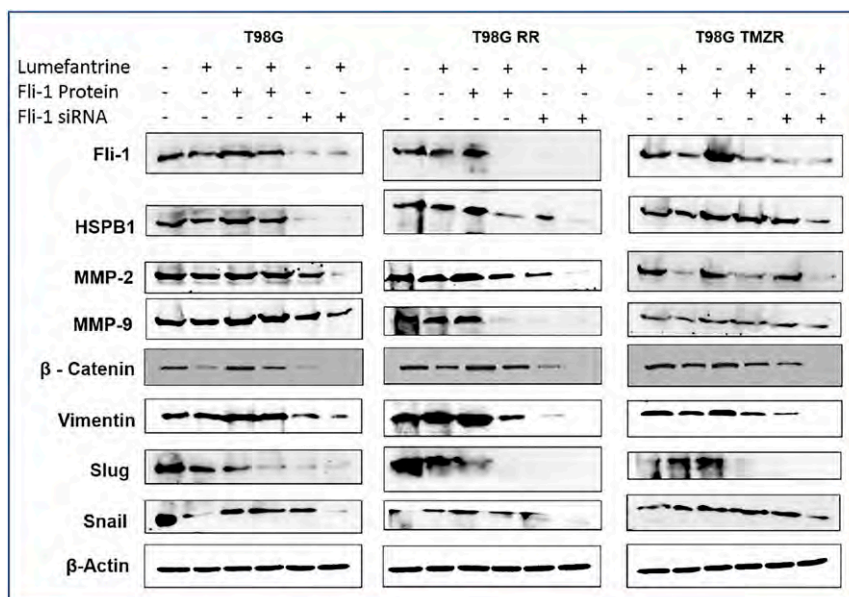 T98G T98G RR T98G TMZR
Lumefantrine - + - + - + - + - + - + - + - + - +
Fli-1 Protein - - + + - - - - + + - - - - + + - -
Fli-1 siRNA - - - - + + - - - - + + - - - - + +
Fli-1
HSPB1
MMP-2
MMP-9
β - Catenin
Vimentin
Slug
Snail
β-Actin